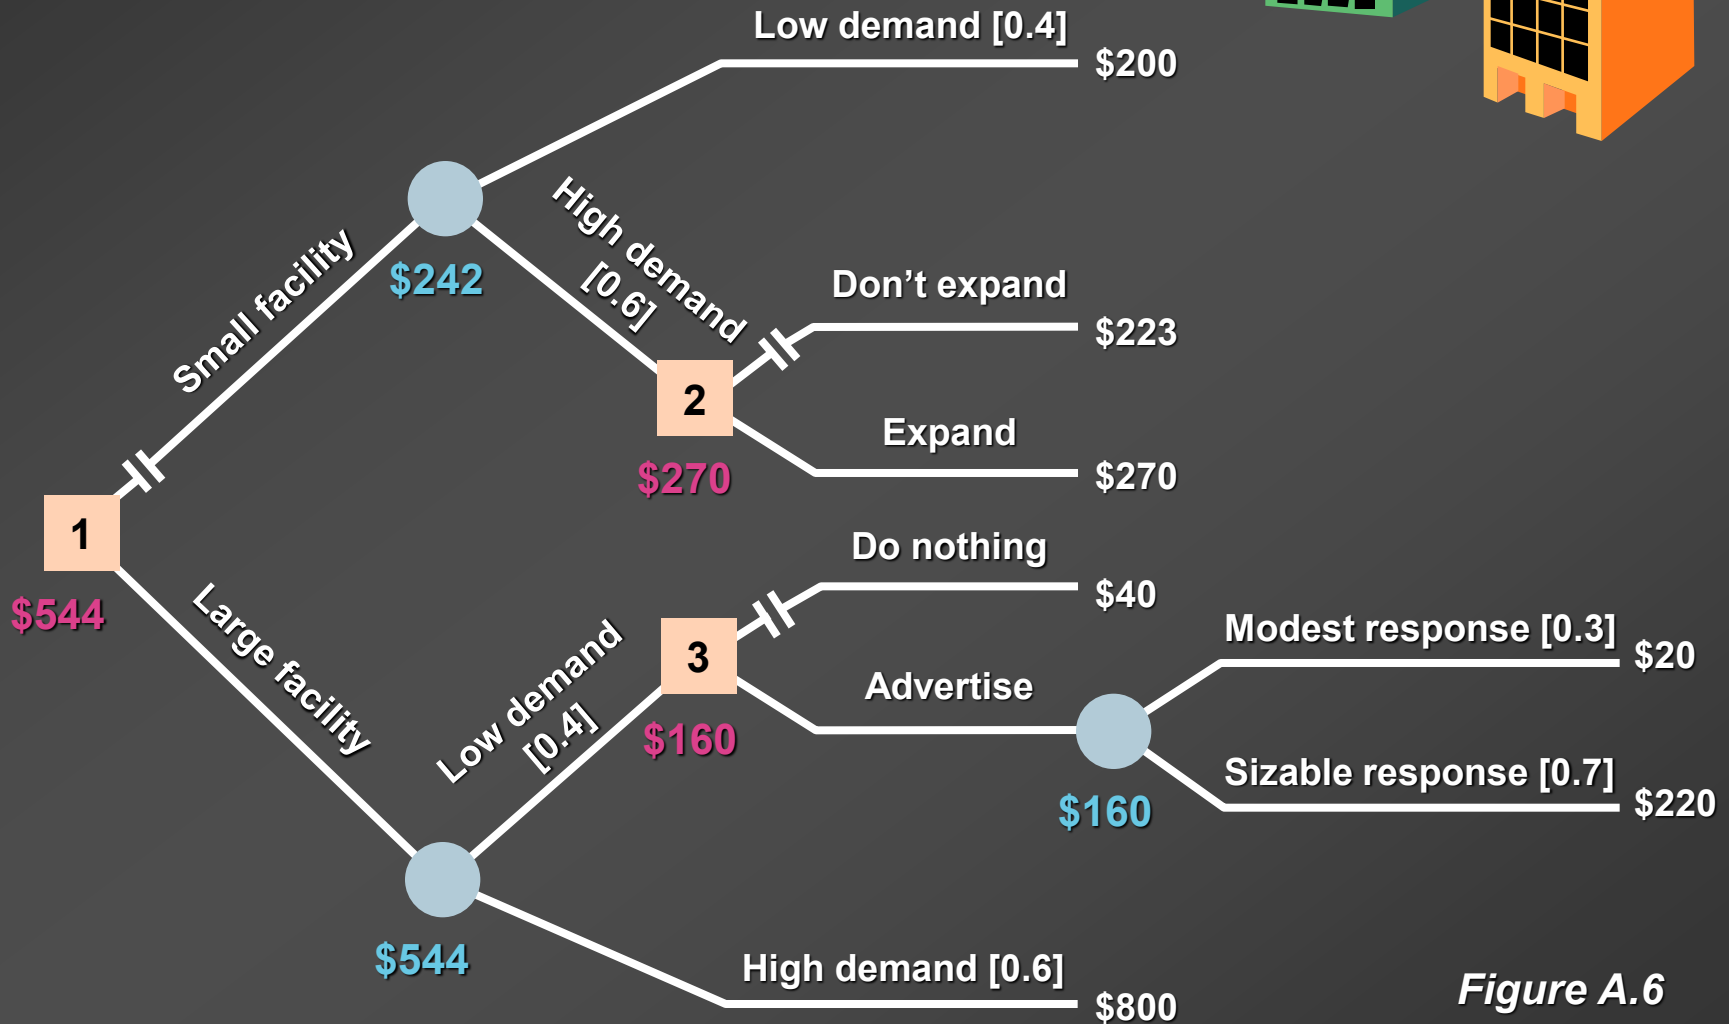 Low demand [0.4]
$200
High demand
[0.6]
Small facility
$242
Don’t expand
$223
2
Expand
$270
$270
1
$544
Do nothing
$40
Large facility
Low demand
[0.4]
3
$160
Advertise
Modest response [0.3]
$20
Sizable response [0.7]
$220
$160
$544
High demand [0.6]
$800
Figure A.6